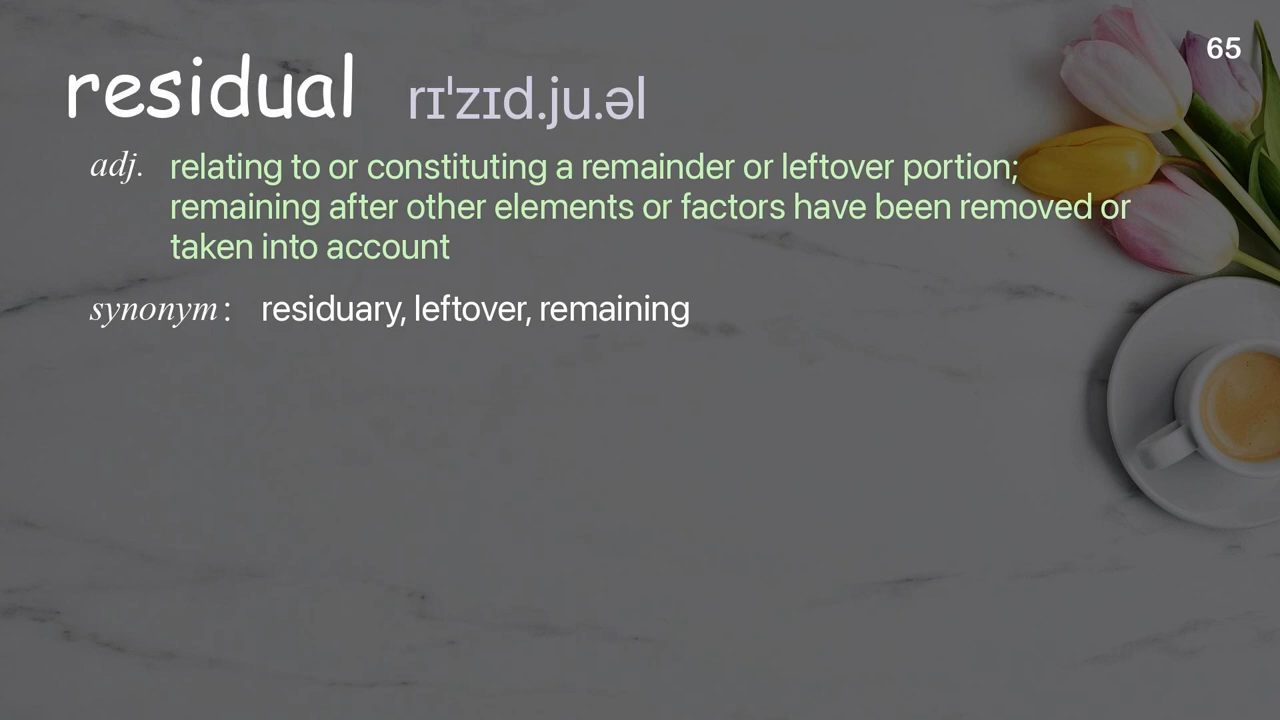 65
residual rɪˈzɪd.ju.əl
adj. relating to or constituting a remainder or leftover portion;
remaining after other elements or factors have been removed or
taken into account
synonym: residuary, leftover, remaining